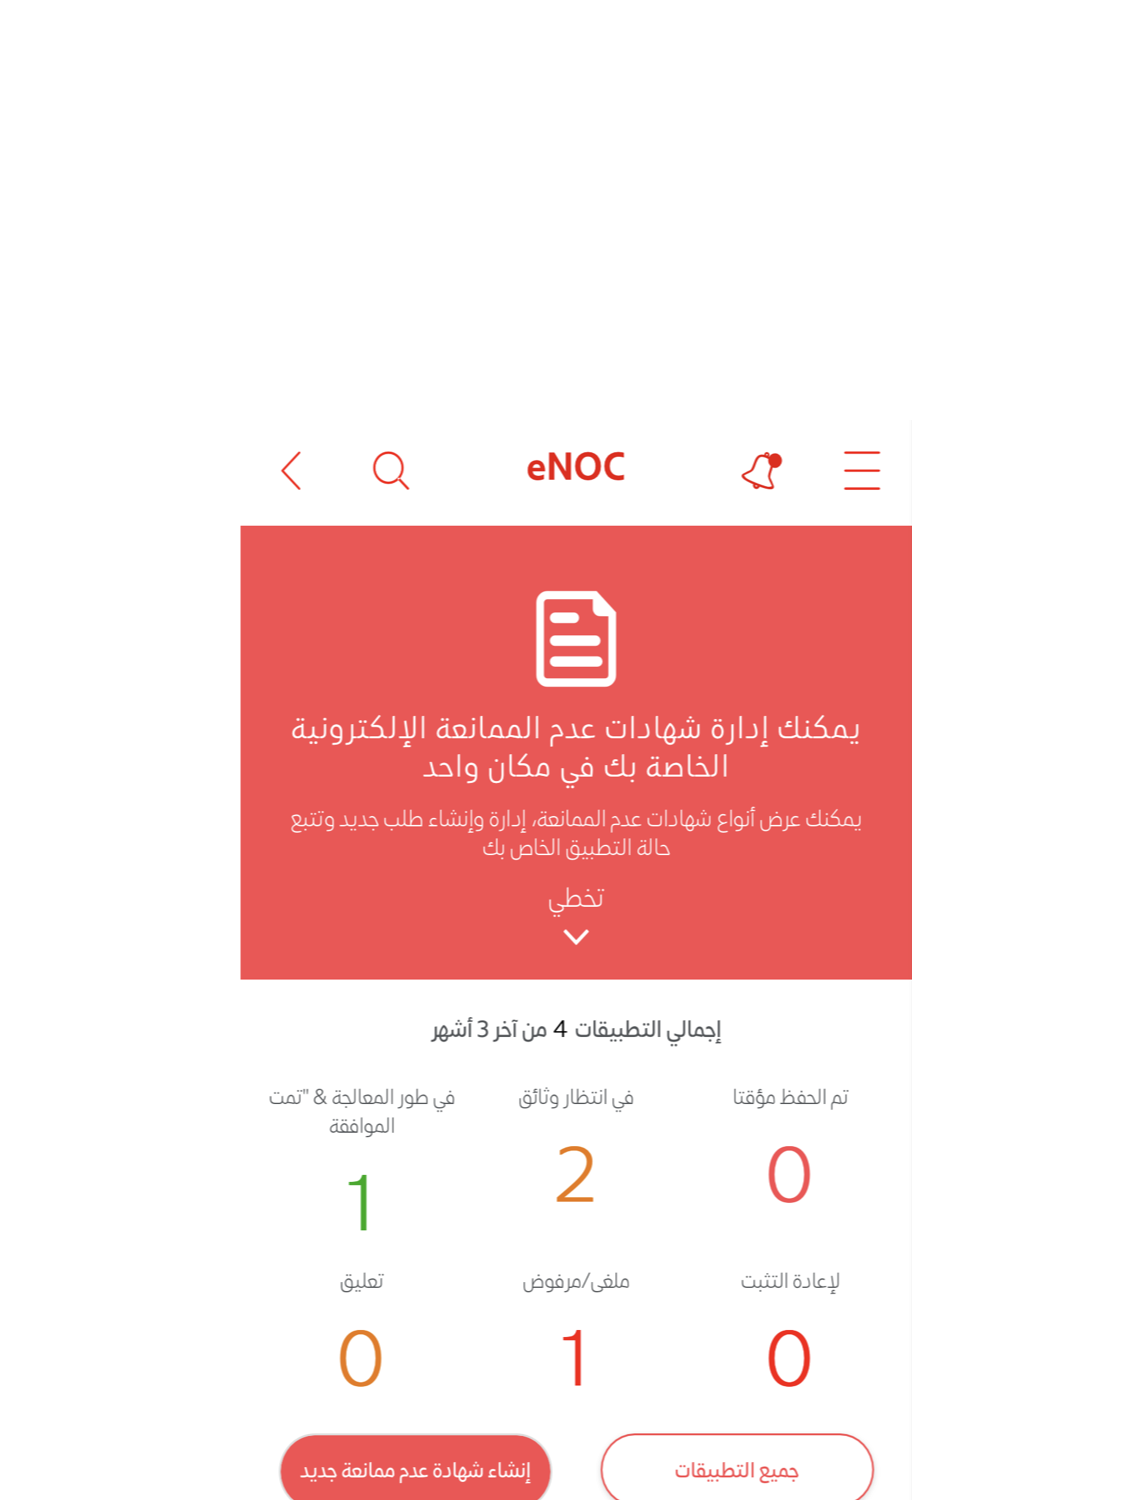 eNOC
يمكنك إدارة شهادات عدم الممانعة الإلكترونية
الخاصة بك في مكان واحد
يمكنك عرض أنواع شهادات عدم الممانعة، إدارة وإنشاء طلب جديد وتتبع
حالة التطبيق الخاص بك
تخطي
إجمالي التطبيقات 4 من آخر 3 أشهر
تم الحفظ مؤقتا
0
في انتظار وثائق
2
في طور المعالجة & "تمت
الموافقة
1
لإعادة التثبت
0
ملغى/مرفوض
1
تعليق
0
جميع التطبيقات
إنشاء شهادة عدم ممانعة جديد